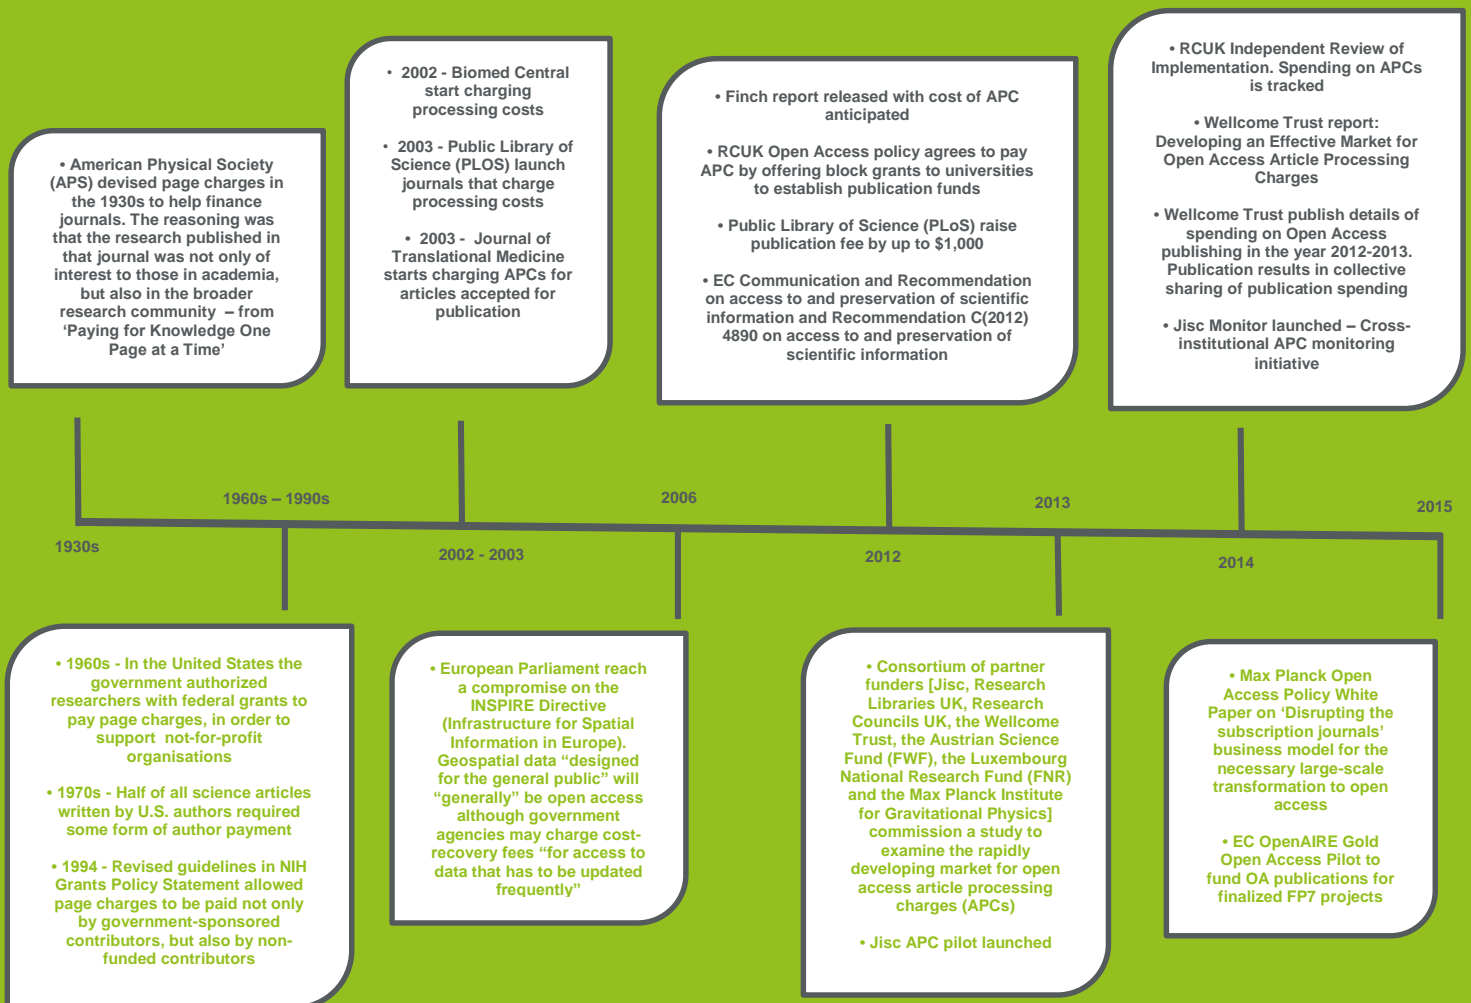 • American Physical Society
(APS) devised page charges in
the 1930s to help finance
journals. The reasoning was
that the research published in
that journal was not only of
interest to those in academia,
but also in the broader
research community – from
‘Paying for Knowledge One
Page at a Time’
• 2002 - Biomed Central
start charging
processing costs
• 2003 - Public Library of
Science (PLOS) launch
journals that charge
processing costs
• 2003 - Journal of
Translational Medicine
starts charging APCs for
articles accepted for
publication
• Finch report released with cost of APC
anticipated
• RCUK Open Access policy agrees to pay
APC by offering block grants to universities
to establish publication funds
• Public Library of Science (PLoS) raise
publication fee by up to $1,000
• EC Communication and Recommendation
on access to and preservation of scientific
information and Recommendation C(2012)
4890 on access to and preservation of
scientific information
• RCUK Independent Review of
Implementation. Spending on APCs
is tracked
• Wellcome Trust report:
Developing an Effective Market for
Open Access Article Processing
Charges
• Wellcome Trust publish details of
spending on Open Access
publishing in the year 2012-2013.
Publication results in collective
sharing of publication spending
• Jisc Monitor launched – Cross-
institutional APC monitoring
initiative
1930s
1960s – 1990s
2002 - 2003
2006
2012
2013
2014
2015
• 1960s - In the United States the
government authorized
researchers with federal grants to
pay page charges, in order to
support not-for-profit
organisations
• 1970s - Half of all science articles
written by U.S. authors required
some form of author payment
• 1994 - Revised guidelines in NIH
Grants Policy Statement allowed
page charges to be paid not only
by government-sponsored
contributors, but also by non-
funded contributors
• European Parliament reach
a compromise on the
INSPIRE Directive
(Infrastructure for Spatial
Information in Europe).
Geospatial data “designed
for the general public” will
“generally” be open access
although government
agencies may charge cost-
recovery fees “for access to
data that has to be updated
frequently”
• Consortium of partner
funders [Jisc, Research
Libraries UK, Research
Councils UK, the Wellcome
Trust, the Austrian Science
Fund (FWF), the Luxembourg
National Research Fund (FNR)
and the Max Planck Institute
for Gravitational Physics]
commission a study to
examine the rapidly
developing market for open
access article processing
charges (APCs)
• Jisc APC pilot launched
• Max Planck Open
Access Policy White
Paper on ‘Disrupting the
subscription journals’
business model for the
necessary large-scale
transformation to open
access
• EC OpenAIRE Gold
Open Access Pilot to
fund OA publications for
finalized FP7 projects